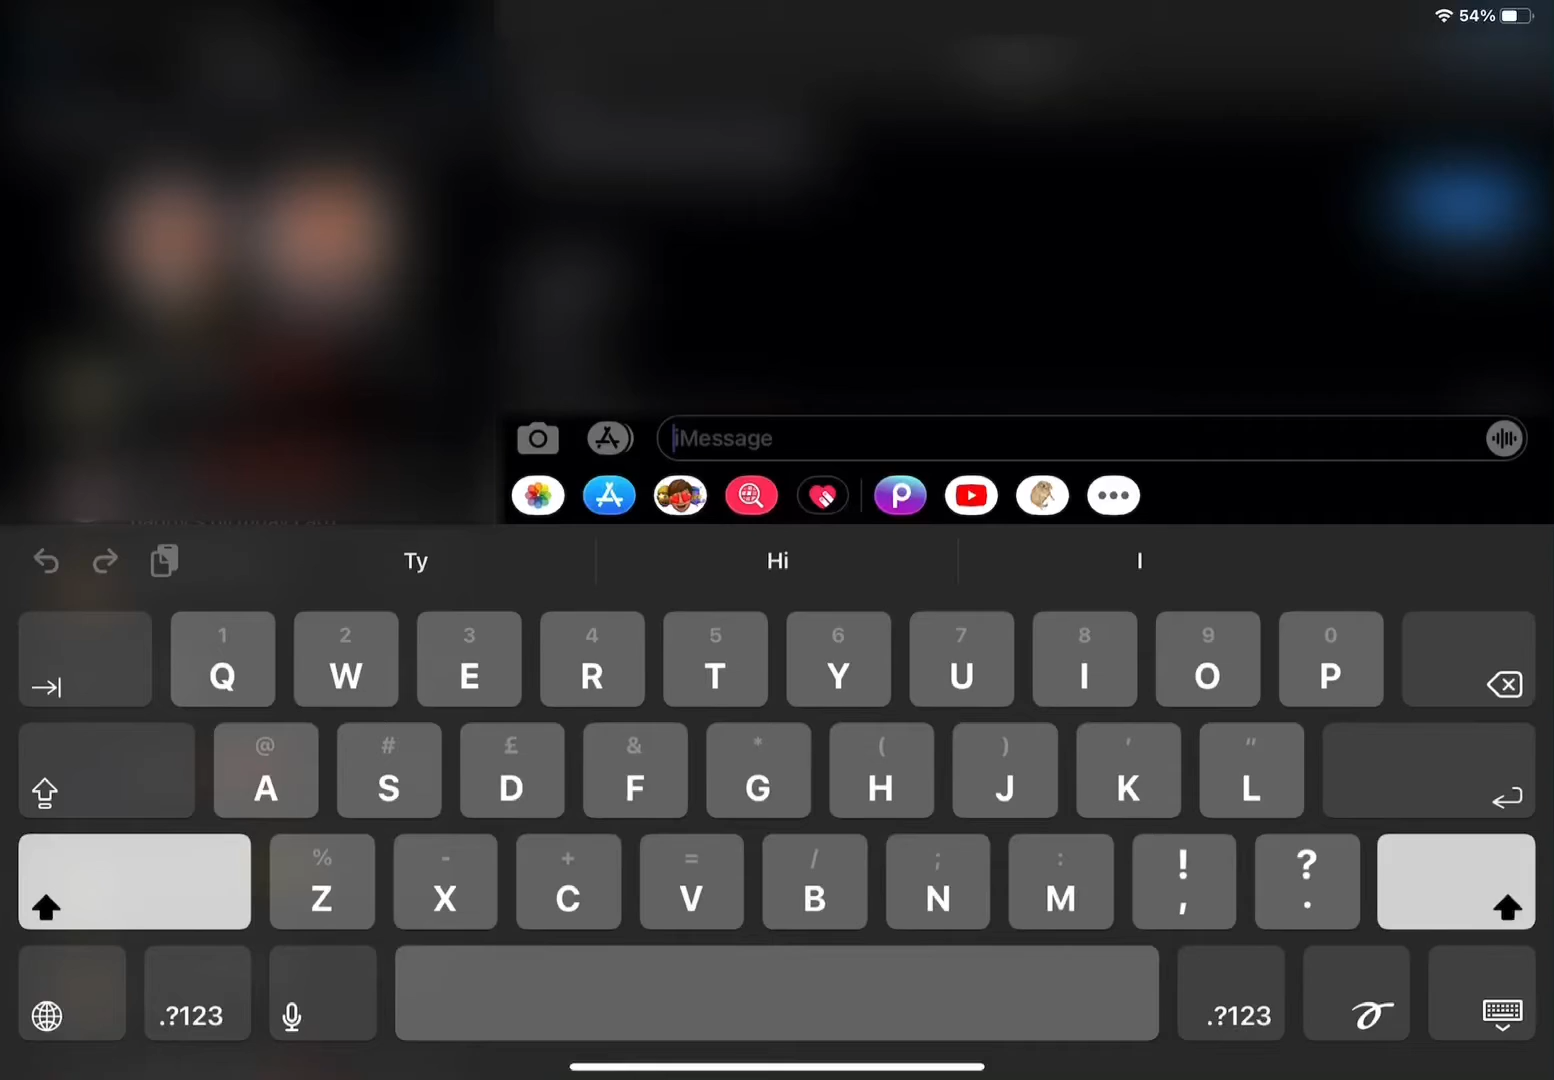 54%
iMessage
Ty Hi I
1 2 3 4 5 6 7 8 9 0
Q W E R T Y U I O P
@ # £ & * ( ) ' "
A S D F G H J K L
% - + = / ; : ! ?
Z X C V B N M , .
.?123 .?123